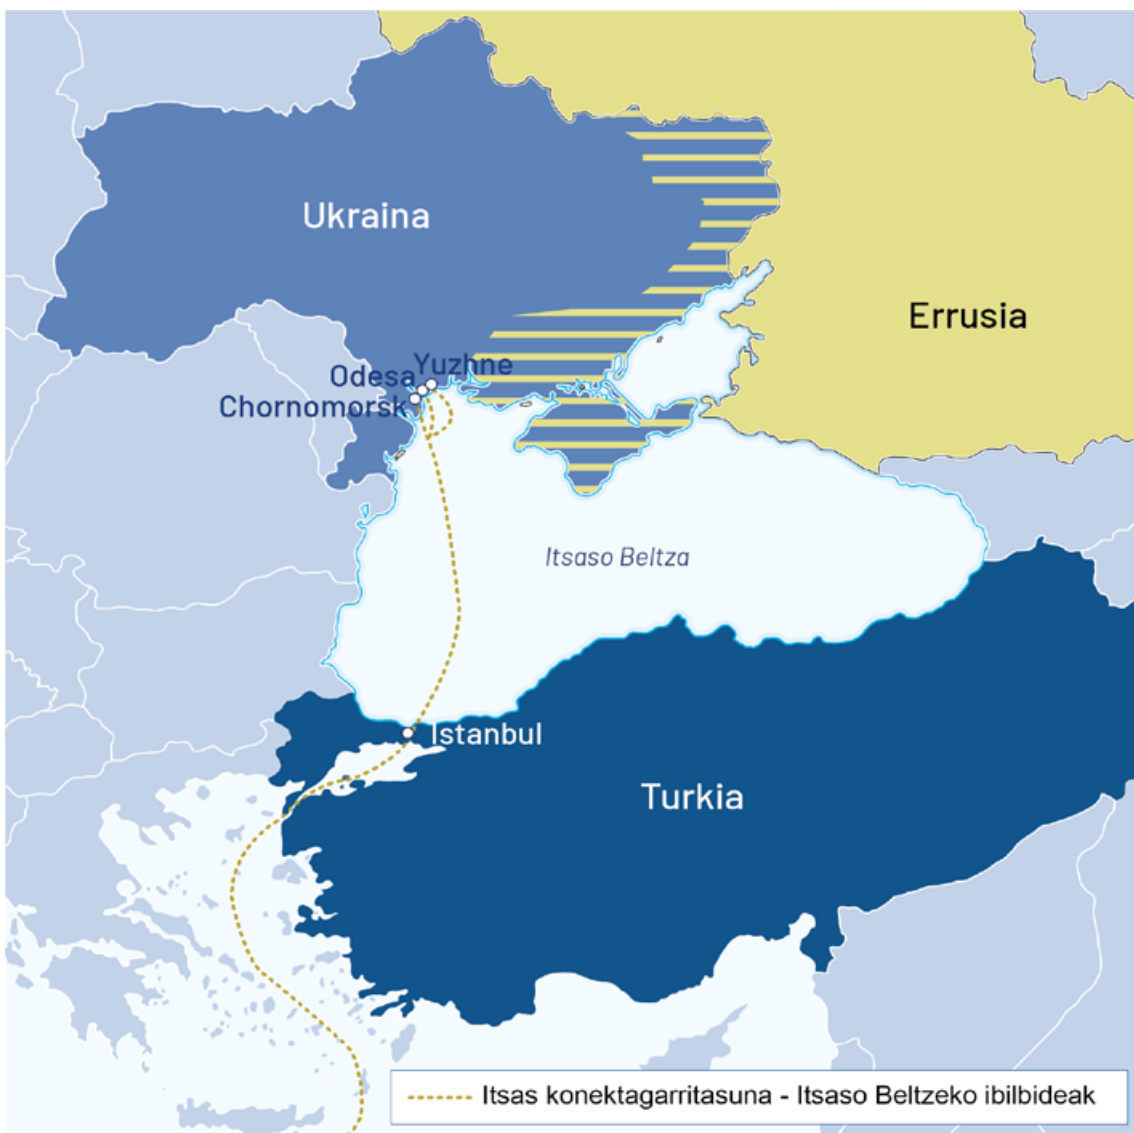 Ukraina
Errusia
Yuzhne
Odesa
Chornomorsk
Itsaso Beltza
Istanbul
Turkia
Itsas konektagarritasuna - Itsaso Beltzeko ibilbideak